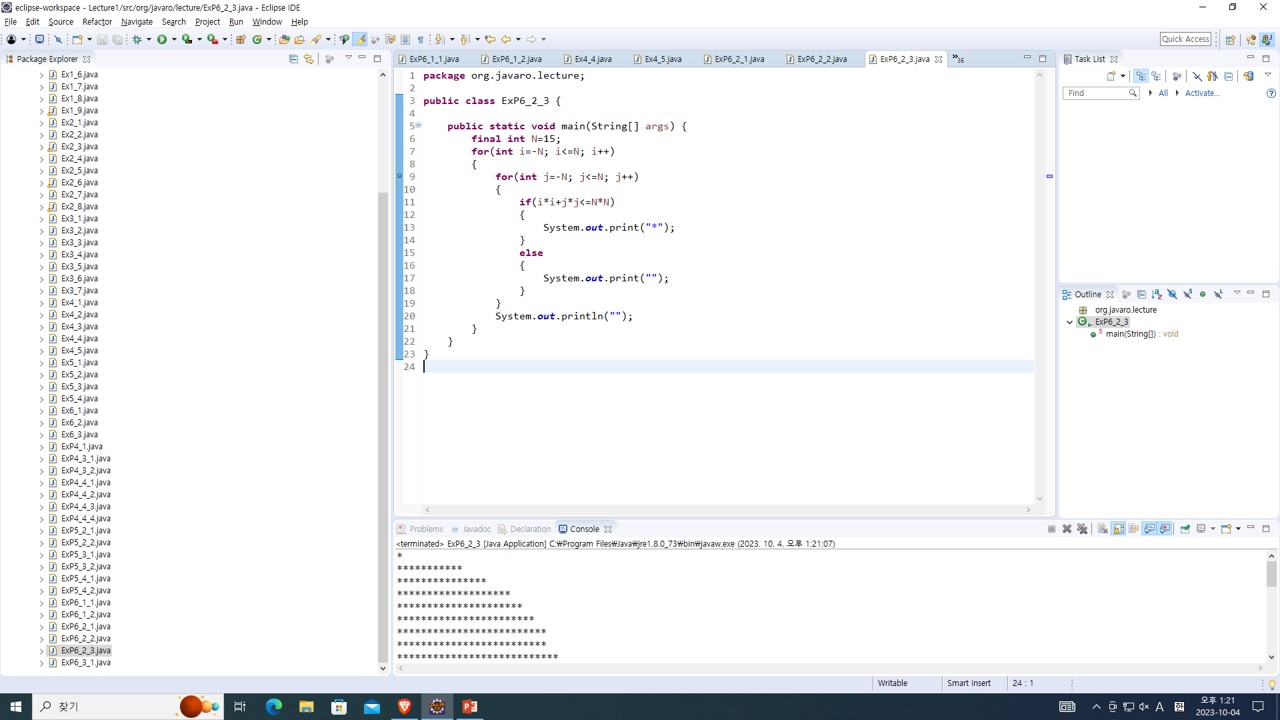 eclipse-workspace - Lecture1/src/org/javaro/lecture/ExP6_2_3.java - Eclipse IDE
File Edit Source Refactor Navigate Search Project Run Window Help
Quick Access
Package Explorer
Ex1_6.java
Ex1_7.java
Ex1_8.java
Ex1_9.java
Ex2_1.java
Ex2_2.java
Ex2_3.java
Ex2_4.java
Ex2_5.java
Ex2_6.java
Ex2_7.java
Ex2_8.java
Ex3_1.java
Ex3_2.java
Ex3_3.java
Ex3_4.java
Ex3_5.java
Ex3_6.java
Ex3_7.java
Ex4_1.java
Ex4_2.java
Ex4_3.java
Ex4_4.java
Ex4_5.java
Ex5_1.java
Ex5_2.java
Ex5_3.java
Ex5_4.java
Ex6_1.java
Ex6_2.java
Ex6_3.java
ExP4_1.java
ExP4_3_1.java
ExP4_3_2.java
ExP4_4_1.java
ExP4_4_2.java
ExP4_4_3.java
ExP4_4_4.java
ExP5_2_1.java
ExP5_2_2.java
ExP5_3_1.java
ExP5_3_2.java
ExP5_4_1.java
ExP5_4_2.java
ExP6_1_1.java
ExP6_1_2.java
ExP6_2_1.java
ExP6_2_2.java
ExP6_2_3.java
ExP6_3_1.java
ExP6_1_1.java ExP6_1_2.java Ex4_4.java Ex4_5.java ExP6_2_1.java ExP6_2_2.java ExP6_2_3.java »16
1 package org.javaro.lecture;
2
3 public class ExP6_2_3 {
4
5 public static void main(String[] args) {
6 final int N=15;
7 for(int i=-N; i<=N; i++)
8 {
9 for(int j=-N; j<=N; j++)
10 {
11 if(i*i+j*j<=N*N)
12 {
13 System.out.print("*");
14 }
15 else
16 {
17 System.out.print("");
18 }
19 }
20 System.out.println("");
21 }
22 }
23 }
24
Task List
Find All Activate...
Outline
org.javaro.lecture
ExP6_2_3
main(String[]) : void
Problems Javadoc Declaration Console
<terminated> ExP6_2_3 [Java Application] C:₩Program Files₩Java₩jre1.8.0_73₩bin₩javaw.exe (2023. 10. 4. 오후 1:21:07)
*
***********
***************
*******************
*********************
***********************
*************************
*************************
***************************
Writable Smart Insert 24 : 1
찾기
A 漢
오후 1:21
2023-10-04